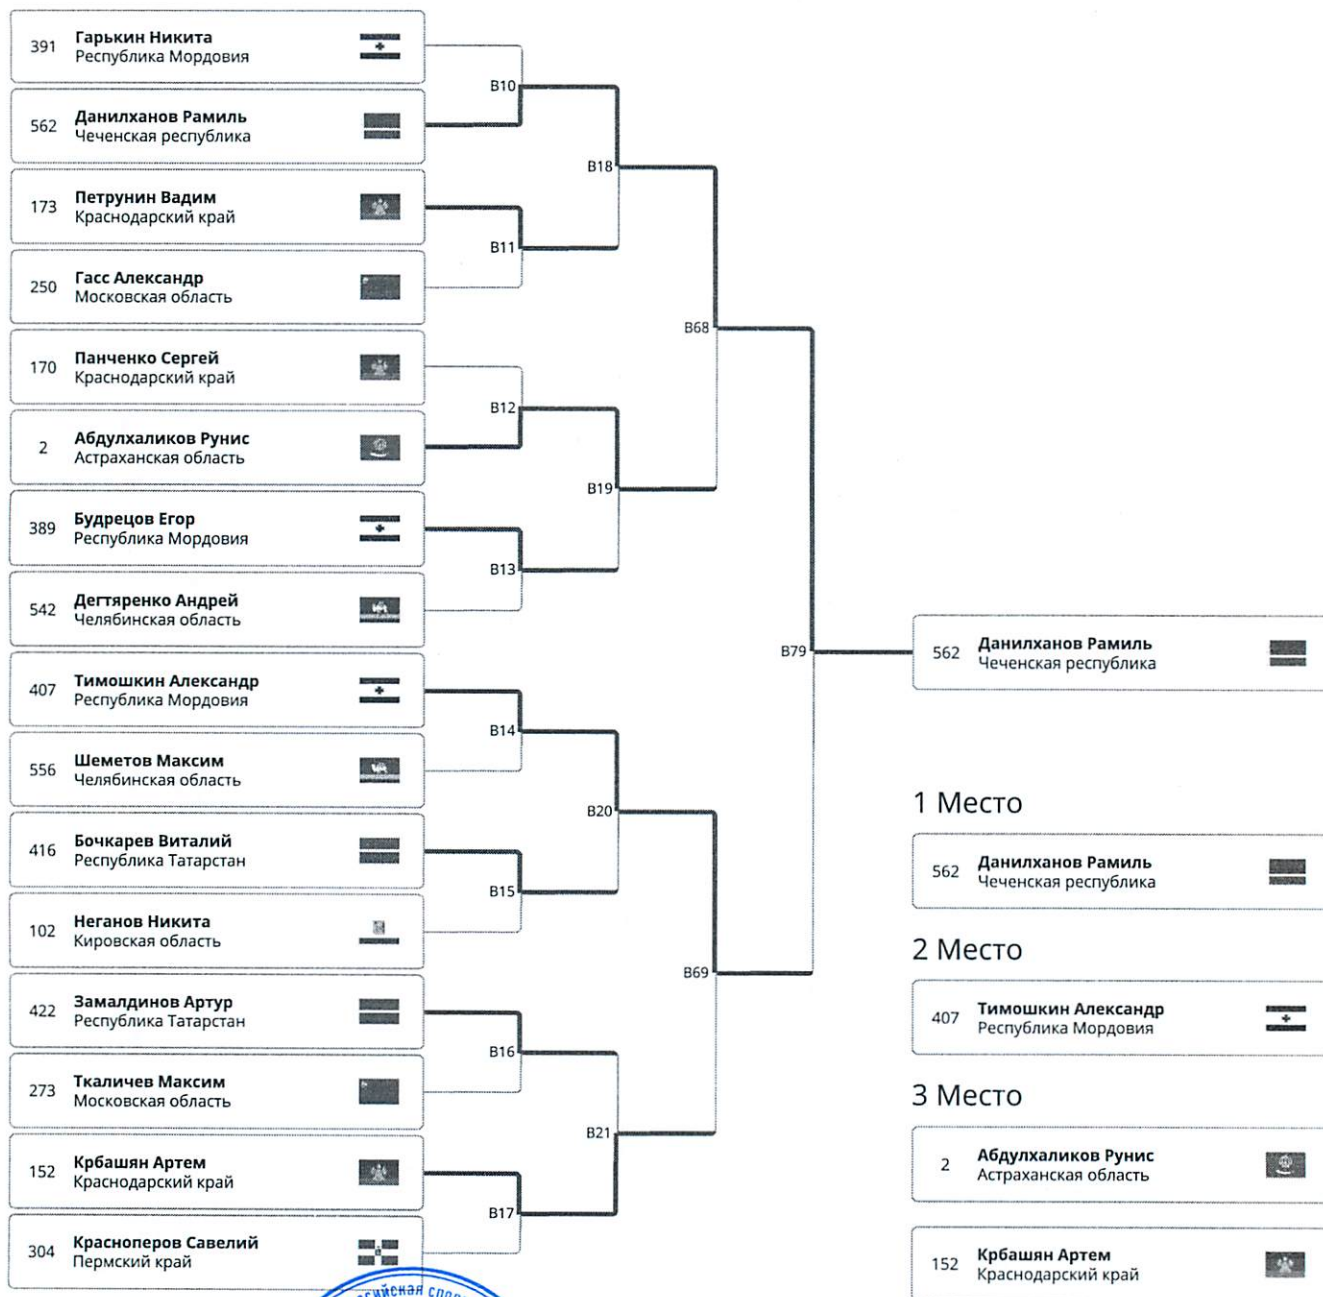 391 Гарькин Никита
Республика Мордовия
562 Данилханов Рамиль
Чеченская республика
173 Петрунин Вадим
Краснодарский край
250 Гасс Александр
Московская область
170 Панченко Сергей
Краснодарский край
2 Абдулхаликов Рунис
Астраханская область
389 Будрецов Егор
Республика Мордовия
542 Дегтяренко Андрей
Челябинская область
407 Тимошкин Александр
Республика Мордовия
556 Шеметов Максим
Челябинская область
416 Бочкарев Виталий
Республика Татарстан
102 Неганов Никита
Кировская область
422 Замалдинов Артур
Республика Татарстан
273 Ткаличев Максим
Московская область
152 Крбашян Артем
Краснодарский край
304 Красноперов Савелий
Пермский край
B10
B11
B12
B13
B14
B15
B16
B17
B18
B19
B20
B21
B68
B69
B79
562 Данилханов Рамиль
Чеченская республика
1 Место
562 Данилханов Рамиль
Чеченская республика
2 Место
407 Тимошкин Александр
Республика Мордовия
3 Место
2 Абдулхаликов Рунис
Астраханская область
152 Крбашян Артем
Краснодарский край